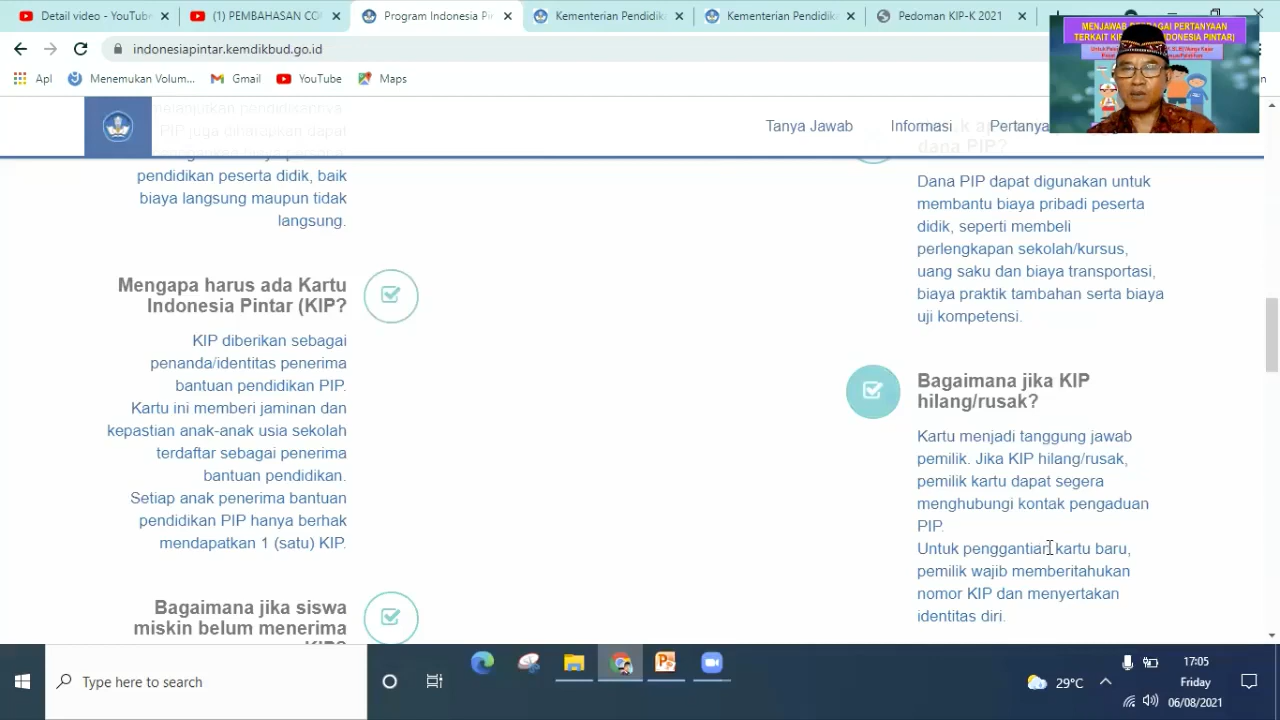 Detail video - YouTube
(1) PEMBAHASAN CO
Program Indonesia Pi
Kementerian Pendidik
Kementerian Pendidik
Pedoman KIP-K 2021
indonesiapintar.kemdikbud.go.id
Apl
Menemukan Volum...
Gmail
YouTube
Maps
MENJAWAB
PERTANYAAN
TERKAIT
PINTAR)
Tanya Jawab
Informasi
Pertanya
melanjutkan pendidikannya.
PIP juga diharapkan dapat
pendidikan peserta didik, baik
biaya langsung maupun tidak
langsung.
Mengapa harus ada Kartu
Indonesia Pintar (KIP?
KIP diberikan sebagai
penanda/identitas penerima
bantuan pendidikan PIP.
Kartu ini memberi jaminan dan
kepastian anak-anak usia sekolah
terdaftar sebagai penerima
bantuan pendidikan.
Setiap anak penerima bantuan
pendidikan PIP hanya berhak
mendapatkan 1 (satu) KIP.
Bagaimana jika siswa
miskin belum menerima
KIP?
dana PIP?
Dana PIP dapat digunakan untuk
membantu biaya pribadi peserta
didik, seperti membeli
perlengkapan sekolah/kursus,
uang saku dan biaya transportasi,
biaya praktik tambahan serta biaya
uji kompetensi.
Bagaimana jika KIP
hilang/rusak?
Kartu menjadi tanggung jawab
pemilik. Jika KIP hilang/rusak,
pemilik kartu dapat segera
menghubungi kontak pengaduan
PIP.
Untuk penggantian kartu baru,
pemilik wajib memberitahukan
nomor KIP dan menyertakan
identitas diri.
Type here to search
29°C
17:05
Friday
06/08/2021